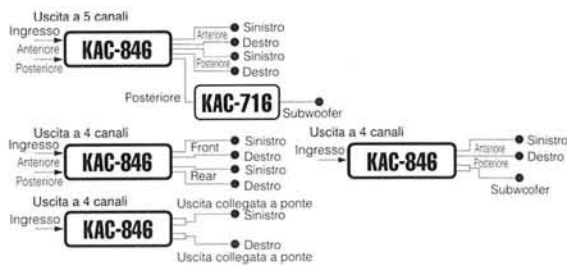 Uscita a 5 canali
Ingresso
Anteriore
Posteriore
KAC-846
Anteriore
Posteriore
Sinistro
Destro
Sinistro
Destro
Posteriore
KAC-716
Subwoofer
Uscita a 4 canali
Ingresso
Anteriore
Posteriore
KAC-846
Front
Rear
Sinistro
Destro
Sinistro
Destro
Uscita a 4 canali
Ingresso
KAC-846
Anteriore
Posteriore
Sinistro
Destro
Subwoofer
Uscita a 4 canali
Ingresso
KAC-846
Uscita collegata a ponte
Sinistro
Destro
Uscita collegata a ponte